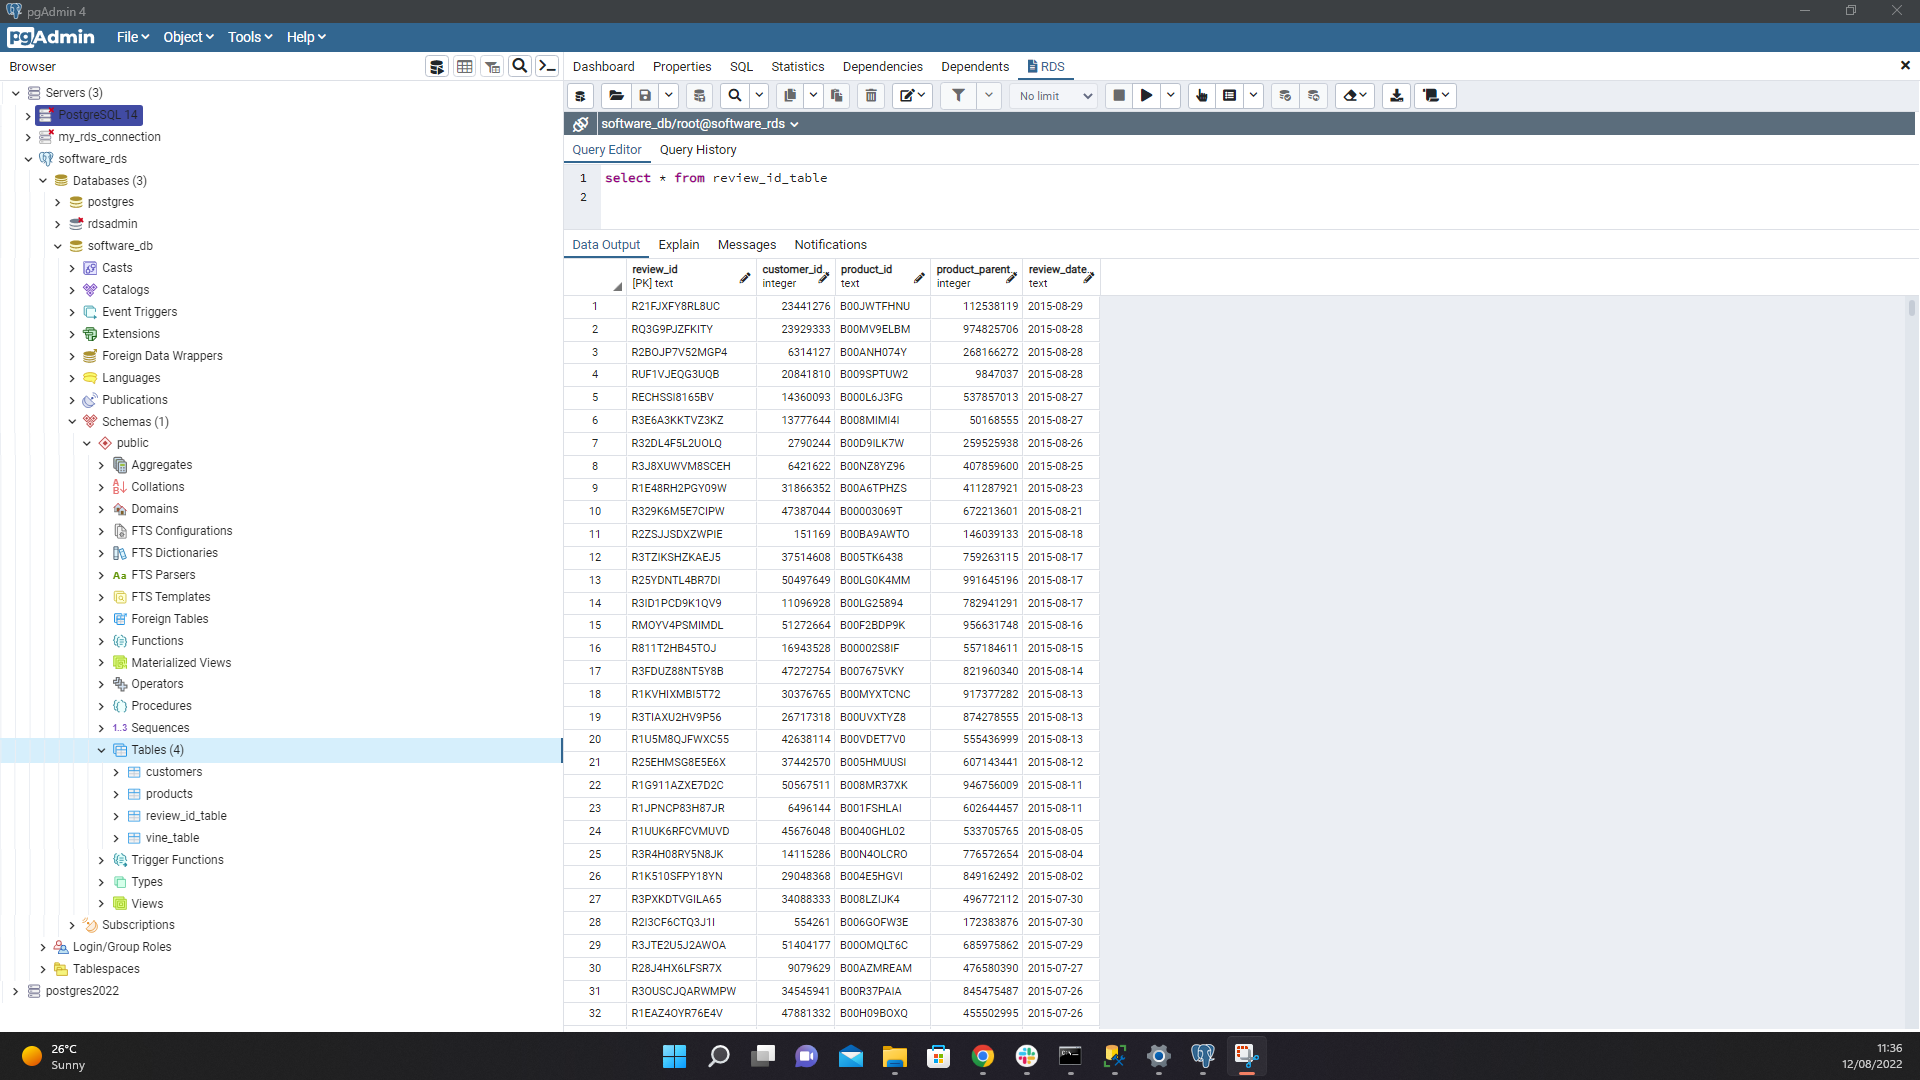 pgAdmin 4
pgAdmin File Object Tools Help
Browser
Servers (3)
PostgreSQL 14
my_rds_connection
software_rds
Databases (3)
postgres
rdsadmin
software_db
Casts
Catalogs
Event Triggers
Extensions
Foreign Data Wrappers
Languages
Publications
Schemas (1)
public
Aggregates
Collations
Domains
FTS Configurations
FTS Dictionaries
Aa FTS Parsers
FTS Templates
Foreign Tables
Functions
Materialized Views
Operators
Procedures
1..3 Sequences
Tables (4)
customers
products
review_id_table
vine_table
Trigger Functions
Types
Views
Subscriptions
Login/Group Roles
Tablespaces
postgres2022
Dashboard Properties SQL Statistics Dependencies Dependents RDS
No limit
software_db/root@software_rds
Query Editor Query History
1 select * from review_id_table
2
Data Output Explain Messages Notifications
review_id customer_id product_id product_parent.. review_date..
[PK] text integer text integer text
1 R21FJXFY8RL8UC 23441276 B00JWTFHNU 112538119 2015-08-29
2 RQ3G9PJZFKITY 23929333 B00MV9ELBM 974825706 2015-08-28
3 R2BOJP7V52MGP4 6314127 B00ANH074Y 268166272 2015-08-28
4 RUF1VJEQG3UQB 20841810 B009SPTUW2 9847037 2015-08-28
5 RECHSSI8165BV 14360093 B000L6J3FG 537857013 2015-08-27
6 R3E6A3KKTVZ3KZ 13777644 B008MIMI4I 50168555 2015-08-27
7 R32DL4F5L2UOLQ 2790244 B00D9ILK7W 259525938 2015-08-26
8 R3J8XUWVM8SCEH 6421622 B00NZ8YZ96 407859600 2015-08-25
9 R1E48RH2PGY09W 31866352 B00A6TPHZS 411287921 2015-08-23
10 R329K6M5E7CIPW 47387044 B00003069T 672213601 2015-08-21
11 R2ZSJJSDXZWPIE 151169 B00BA9AWTO 146039133 2015-08-18
12 R3TZIKSHZKAEJ5 37514608 B005TK6438 759263115 2015-08-17
13 R25YDNTL4BR7DI 50497649 B00LG0K4MM 991645196 2015-08-17
14 R3ID1PCD9K1QV9 11096928 B00LG25894 782941291 2015-08-17
15 RMOYV4PSMIMDL 51272664 B00F2BDP9K 956631748 2015-08-16
16 R811T2HB45TOJ 16943528 B00002S8IF 557184611 2015-08-15
17 R3FDUZ88NT5Y8B 47272754 B007675VKY 821960340 2015-08-14
18 R1KVHIXMBI5T72 30376765 B00MYXTCNC 917377282 2015-08-13
19 R3TIAXU2HV9P56 26717318 B00UVXTYZ8 874278555 2015-08-13
20 R1U5M8QJFWXC55 42638114 B00VDET7V0 555436999 2015-08-13
21 R25EHMSG8E5E6X 37442570 B005HMUUSI 607143441 2015-08-12
22 R1G911AZXE7D2C 50567511 B008MR37XK 946756009 2015-08-11
23 R1JPNCP83H87JR 6496144 B001FSHLAI 602644457 2015-08-11
24 R1UUK6RFCVMUVD 45676048 B0040GHL02 533705765 2015-08-05
25 R3R4H08RY5N8JK 14115286 B00N4OLCRO 776572654 2015-08-04
26 R1K510SFPY18YN 29048368 B004E5HGVI 849162492 2015-08-02
27 R3PXKDTVGILA65 34088333 B008LZIJK4 496772112 2015-07-30
28 R2I3CF6CTQ3J1I 554261 B006GOFW3E 172383876 2015-07-30
29 R3JTE2U5J2AWOA 51404177 B00OMQLT6C 685975862 2015-07-29
30 R28J4HX6LFSR7X 9079629 B00AZMREAM 476580390 2015-07-27
31 R3OUSCJQARWMPW 34545941 B00R37PAIA 845475487 2015-07-26
32 R1EAZ4OYR76E4V 47881332 B00H09BOXQ 455502995 2015-07-26
26°C
Sunny
11:36
12/08/2022